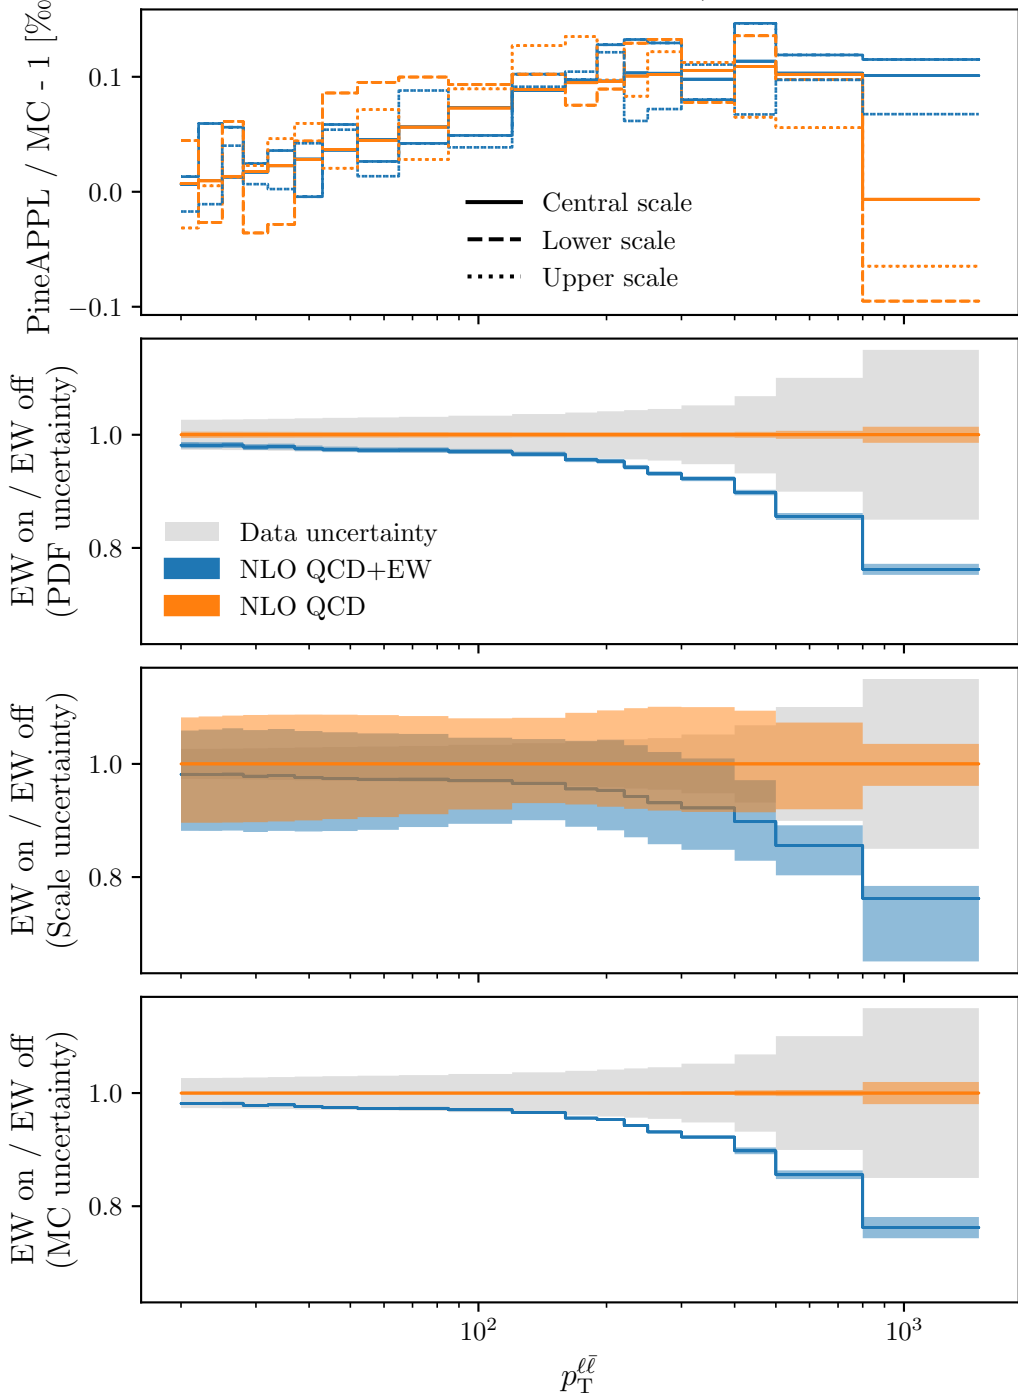 PineAPPL / MC - 1 [‰
0.1
0.0
−0.1
Central scale
Lower scale
Upper scale
EW on / EW off
(PDF uncertainty)
1.0
0.8
Data uncertainty
NLO QCD+EW
NLO QCD
EW on / EW off
(Scale uncertainty)
1.0
0.8
EW on / EW off
(MC uncertainty)
1.0
0.8
10²
10³
p_T^{ℓℓ̄}